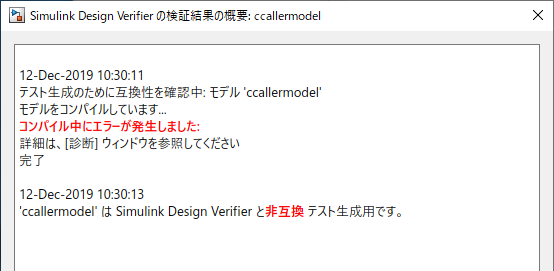 Simulink Design Verifier の検証結果の概要: ccallermodel
12-Dec-2019 10:30:11
テスト生成のために互換性を確認中: モデル 'ccallermodel'
モデルをコンパイルしています...
コンパイル中にエラーが発生しました:
詳細は、[診断] ウィンドウを参照してください
完了
12-Dec-2019 10:30:13
'ccallermodel' は Simulink Design Verifier と非互換 テスト生成用です。